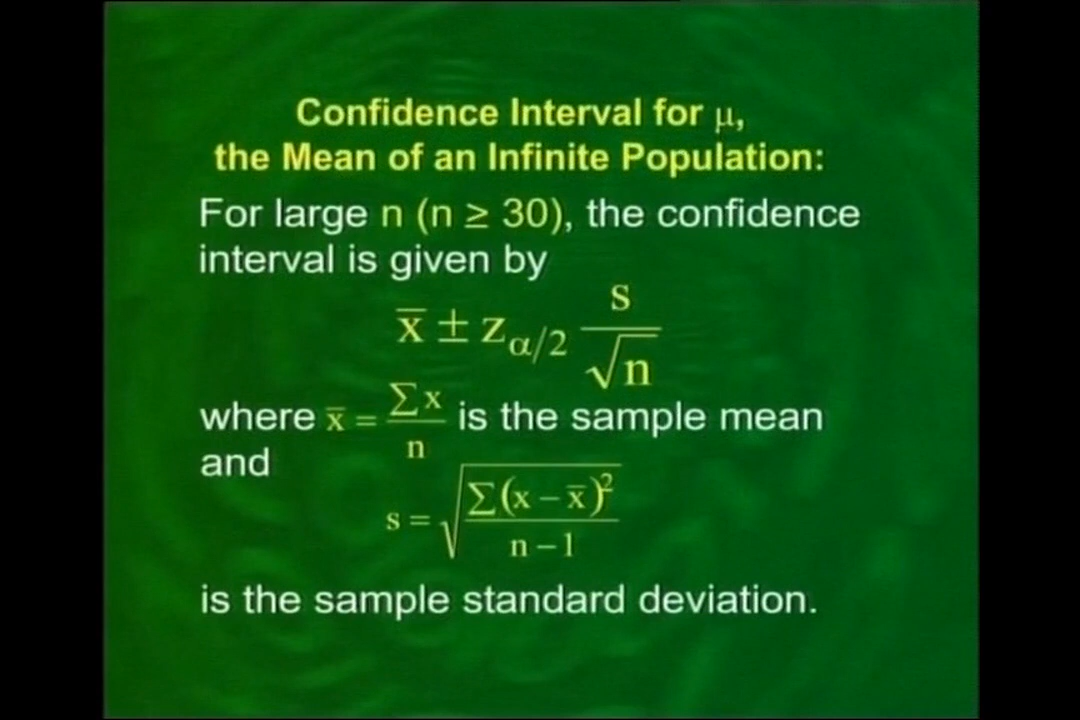 Confidence Interval for μ,
the Mean of an Infinite Population:
For large n (n ≥ 30), the confidence
interval is given by
x̅ ± z_α/2 s/√n
where x̅ = Σx/n is the sample mean
and
s = √(Σ(x – x̅)²/(n – 1))
is the sample standard deviation.